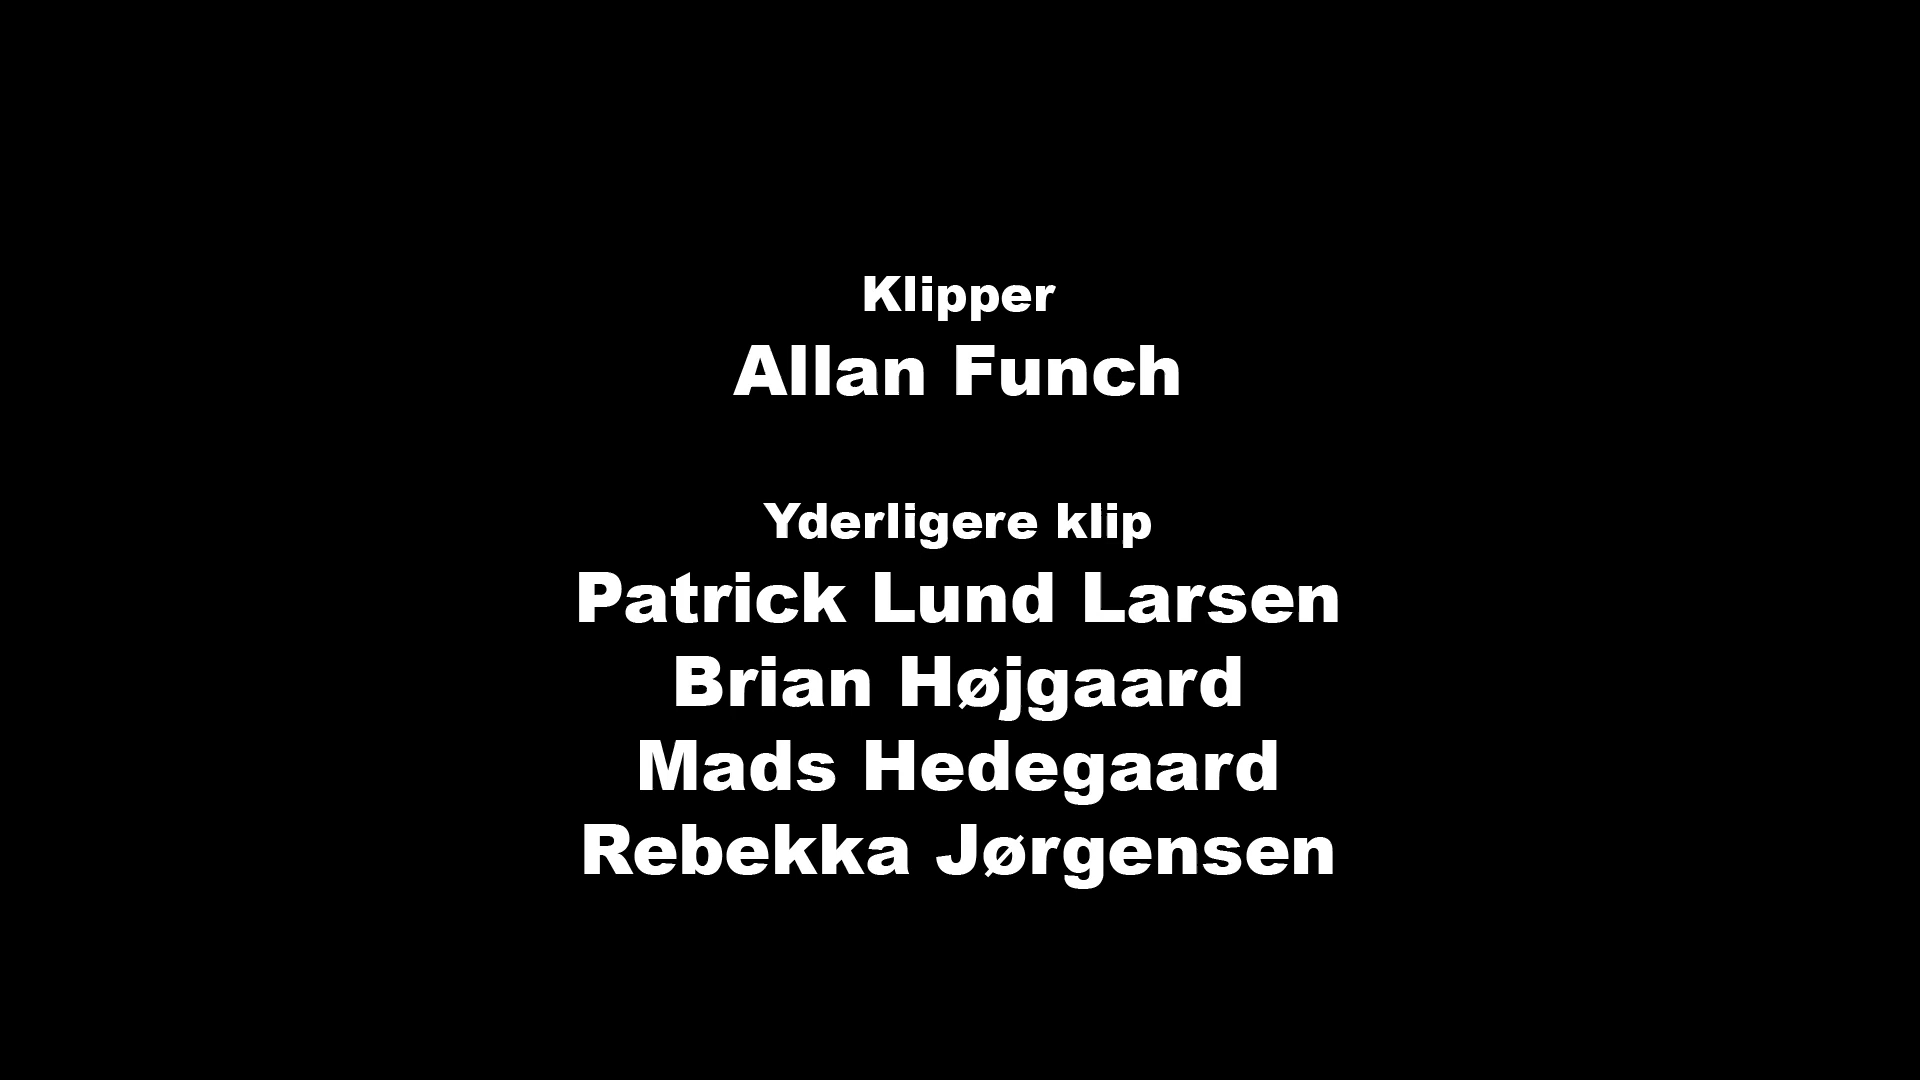 Klipper
Allan Funch
Yderligere klip
Patrick Lund Larsen
Brian Højgaard
Mads Hedegaard
Rebekka Jørgensen